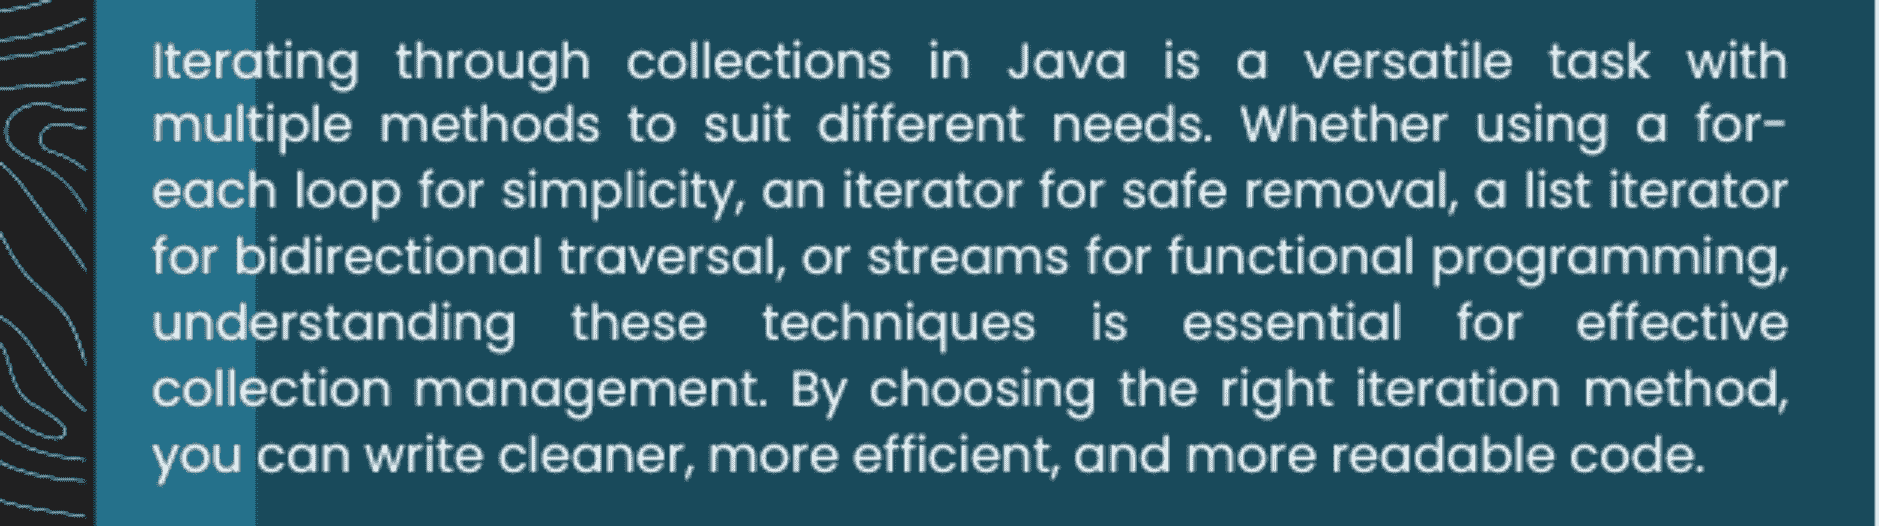 Iterating through collections in Java is a versatile task with
multiple methods to suit different needs. Whether using a for-
each loop for simplicity, an iterator for safe removal, a list iterator
for bidirectional traversal, or streams for functional programming,
understanding these techniques is essential for effective
collection management. By choosing the right iteration method,
you can write cleaner, more efficient, and more readable code.